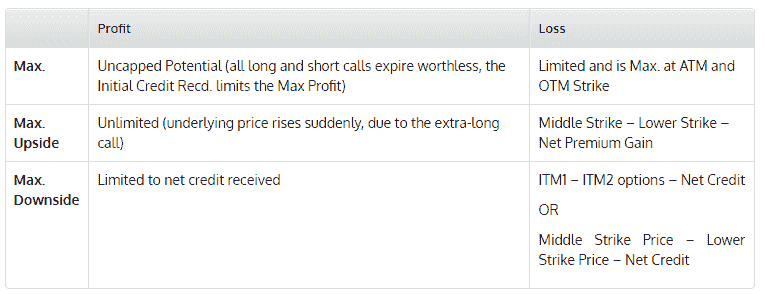 Profit Loss
Max. Uncapped Potential (all long and short calls expire worthless, the Limited and is Max. at ATM and
Initial Credit Recd. limits the Max Profit) OTM Strike
Max. Unlimited (underlying price rises suddenly, due to the extra-long Middle Strike – Lower Strike –
Upside call) Net Premium Gain
Max. Limited to net credit received ITM1 – ITM2 options – Net Credit
Downside
OR
Middle Strike Price – Lower
Strike Price – Net Credit